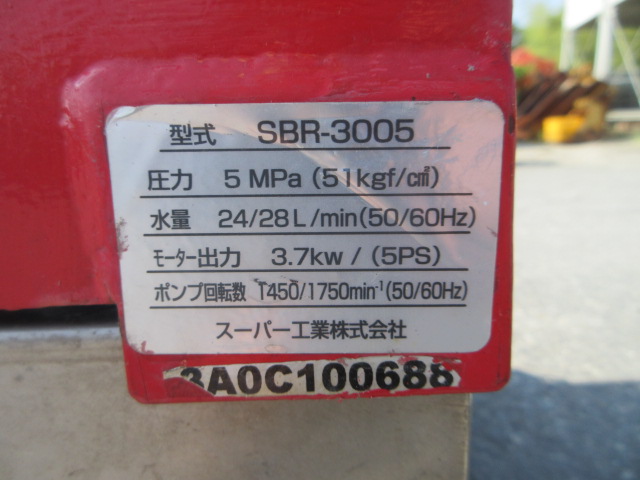 型式 SBR-3005
圧力 5 MPa (51kgf/c㎡)
水量 24/28L/min(50/60Hz)
モーター出力 3.7kw / (5PS)
ポンプ回転数 1450/1750min⁻¹(50/60Hz)
スーパー工業株式会社
3A0C100688